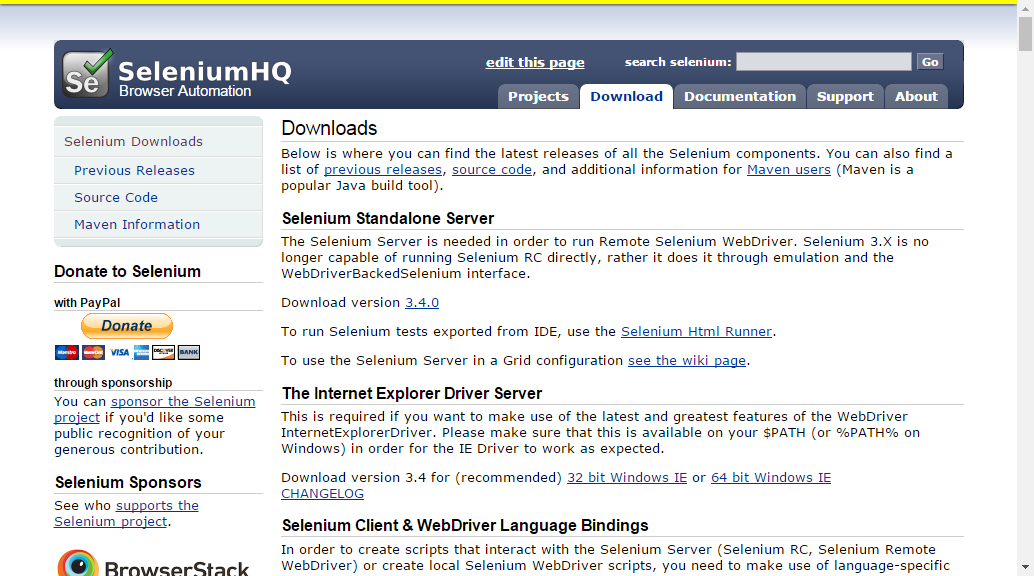 Se
SeleniumHQ
Browser Automation
edit this page
search selenium:
Go
Projects
Download
Documentation
Support
About
Selenium Downloads
Previous Releases
Source Code
Maven Information
Donate to Selenium
with PayPal
Donate
Maestro
MasterCard
VISA
DISCOVER
BANK
through sponsorship
You can sponsor the Selenium
project if you'd like some
public recognition of your
generous contribution.
Selenium Sponsors
See who supports the
Selenium project.
BrowserStack
Downloads
Below is where you can find the latest releases of all the Selenium components. You can also find a
list of previous releases, source code, and additional information for Maven users (Maven is a
popular Java build tool).
Selenium Standalone Server
The Selenium Server is needed in order to run Remote Selenium WebDriver. Selenium 3.X is no
longer capable of running Selenium RC directly, rather it does it through emulation and the
WebDriverBackedSelenium interface.
Download version 3.4.0
To run Selenium tests exported from IDE, use the Selenium Html Runner.
To use the Selenium Server in a Grid configuration see the wiki page.
The Internet Explorer Driver Server
This is required if you want to make use of the latest and greatest features of the WebDriver
InternetExplorerDriver. Please make sure that this is available on your $PATH (or %PATH% on
Windows) in order for the IE Driver to work as expected.
Download version 3.4 for (recommended) 32 bit Windows IE or 64 bit Windows IE
CHANGELOG
Selenium Client & WebDriver Language Bindings
In order to create scripts that interact with the Selenium Server (Selenium RC, Selenium Remote
WebDriver) or create local Selenium WebDriver scripts, you need to make use of language-specific